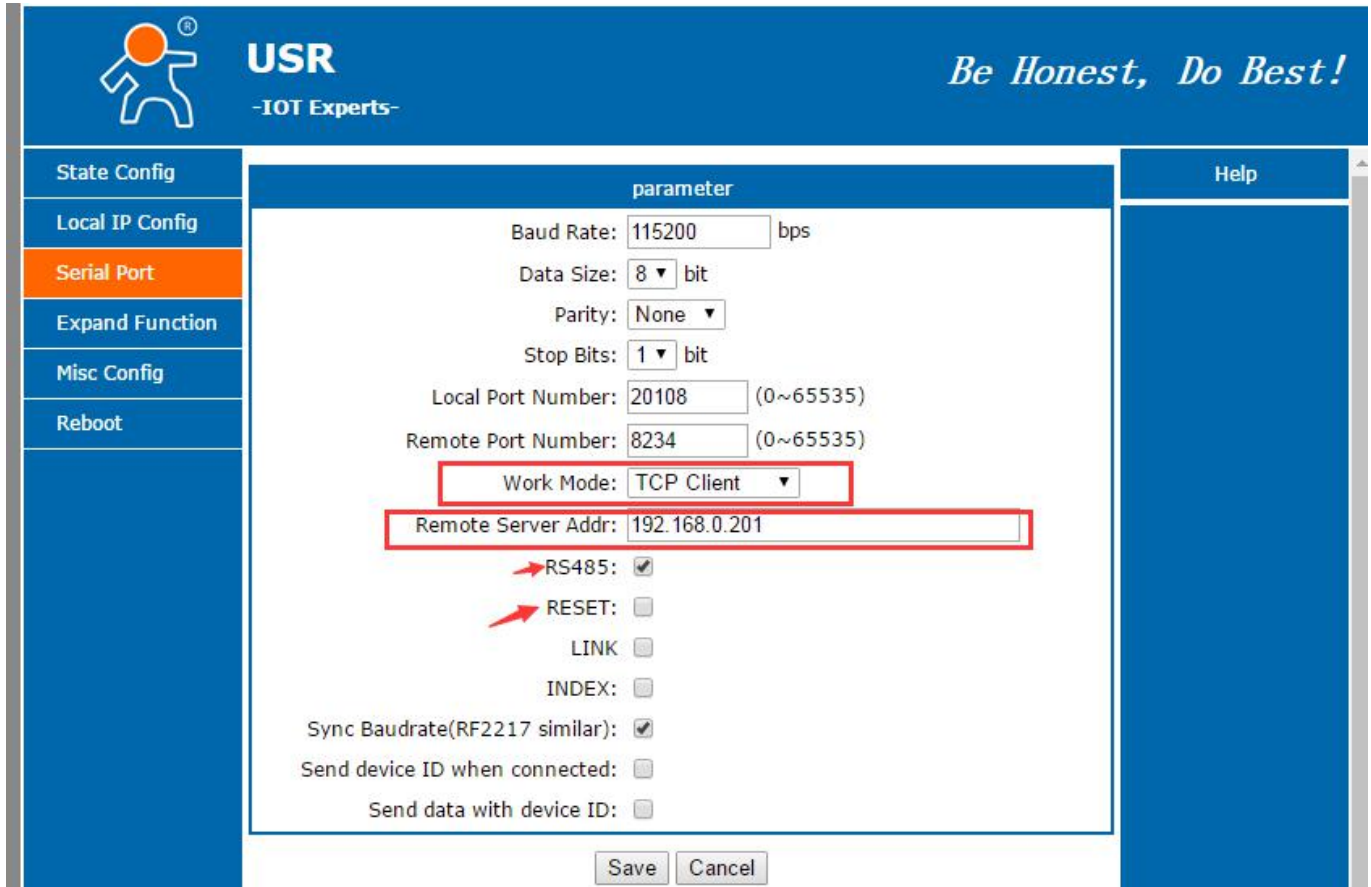 ®
USR
-IOT Experts-
Be Honest, Do Best!
State Config
Local IP Config
Serial Port
Expand Function
Misc Config
Reboot
parameter
Baud Rate: 115200 bps
Data Size: 8 bit
Parity: None
Stop Bits: 1 bit
Local Port Number: 20108 (0~65535)
Remote Port Number: 8234 (0~65535)
Work Mode: TCP Client
Remote Server Addr: 192.168.0.201
RS485:
RESET:
LINK
INDEX:
Sync Baudrate(RF2217 similar):
Send device ID when connected:
Send data with device ID:
Save Cancel
Help